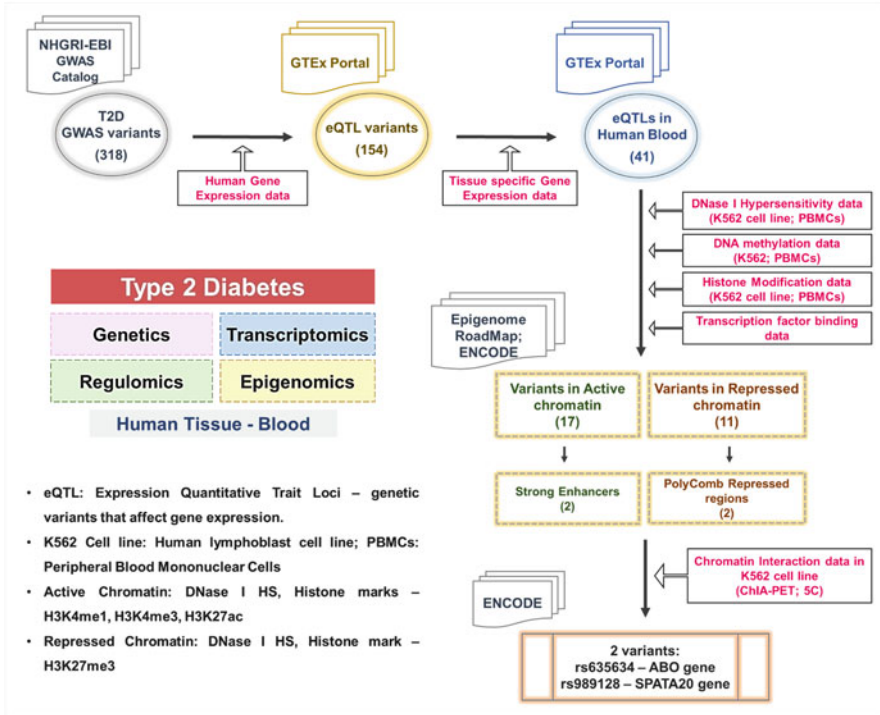 NHGRI-EBI
GWAS
Catalog
T2D
GWAS variants
(318)
Human Gene
Expression data
GTEx Portal
eQTL variants
(154)
Tissue specific Gene
Expression data
GTEx Portal
eQTLs in
Human Blood
(41)
DNase I Hypersensitivity data
(K562 cell line; PBMCs)
DNA methylation data
(K562; PBMCs)
Histone Modification data
(K562 cell line; PBMCs)
Transcription factor binding
data
Epigenome
RoadMap;
ENCODE
Type 2 Diabetes
Genetics
Transcriptomics
Regulomics
Epigenomics
Human Tissue - Blood
Variants in Active
chromatin
(17)
Variants in Repressed
chromatin
(11)
Strong Enhancers
(2)
PolyComb Repressed
regions
(2)
Chromatin Interaction data in
K562 cell line
(ChIA-PET; 5C)
ENCODE
2 variants:
rs635634 – ABO gene
rs989128 – SPATA20 gene
• eQTL: Expression Quantitative Trait Loci – genetic
variants that affect gene expression.
• K562 Cell line: Human lymphoblast cell line; PBMCs:
Peripheral Blood Mononuclear Cells
• Active Chromatin: DNase I HS, Histone marks –
H3K4me1, H3K4me3, H3K27ac
• Repressed Chromatin: DNase I HS, Histone mark –
H3K27me3